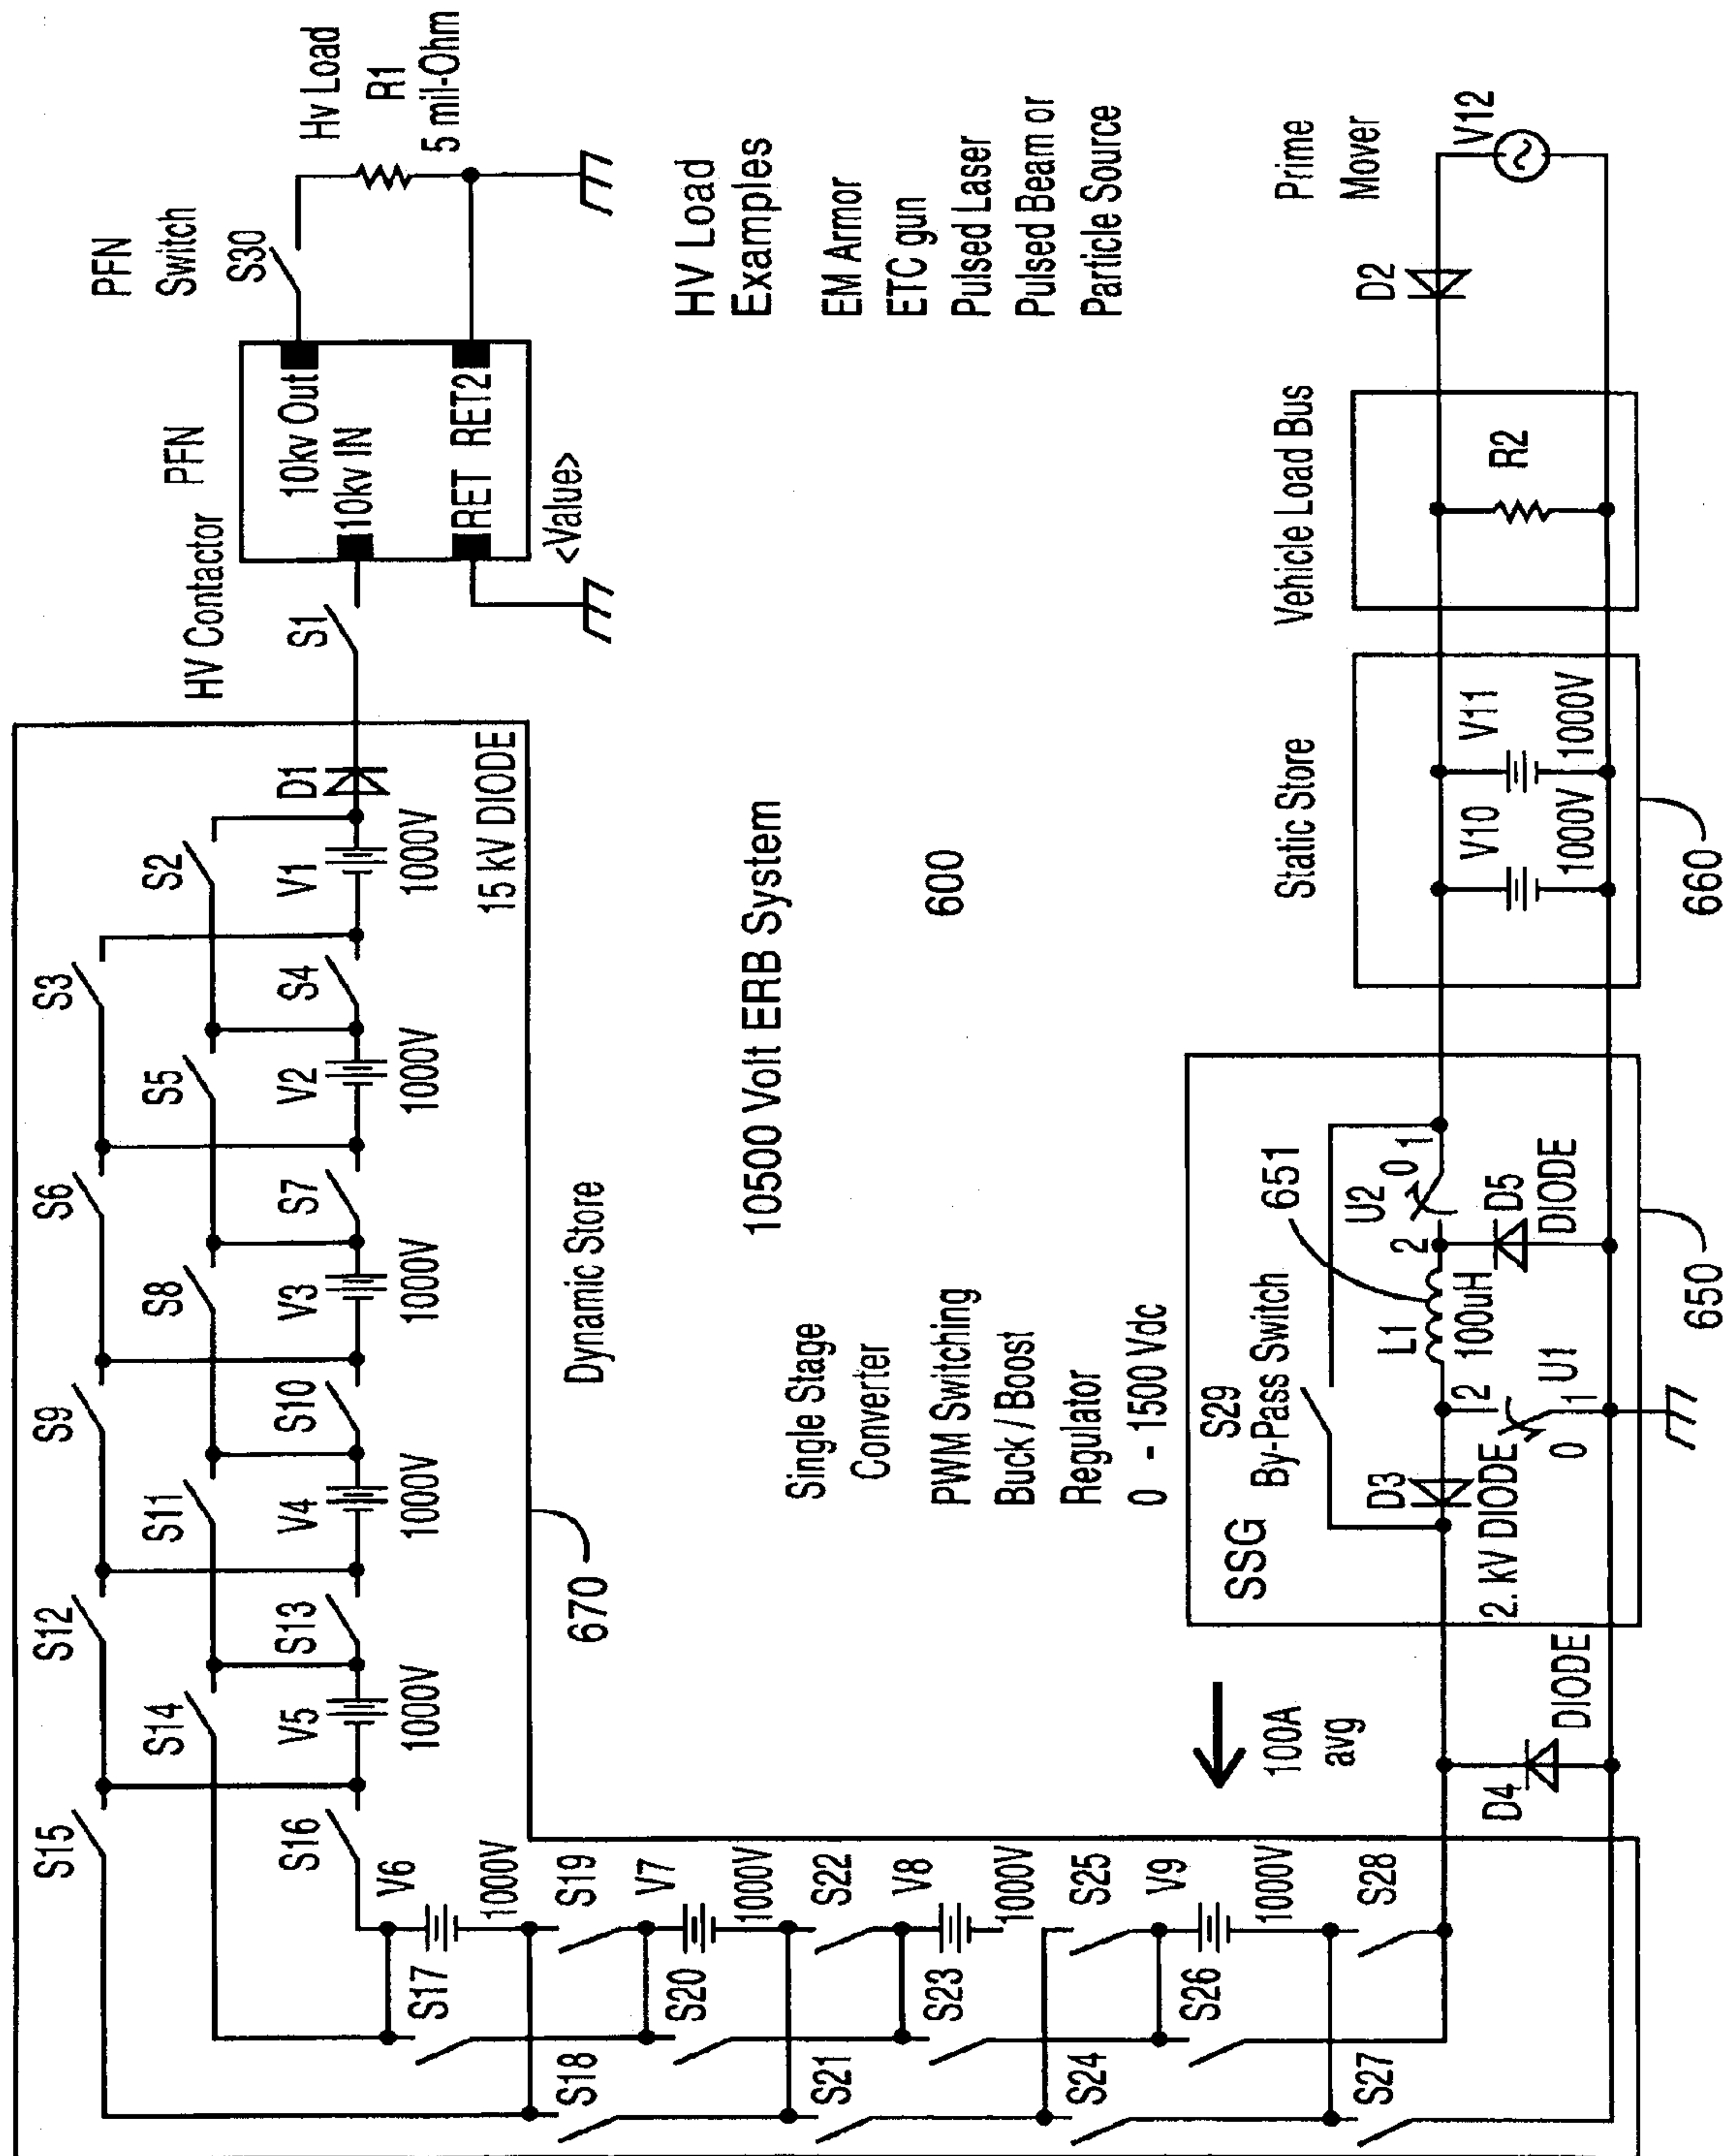 PFN
Switch
S30
Hv Load
R1
5 mil-Ohm
PFN
10kv Out
10kv IN
RET RET2
<Value>
HV Contactor
S1
HV Load
Examples
EM Armor
ETC gun
Pulsed Laser
Pulsed Beam or
Particle Source
D1
15 kV DIODE
S2
V1
1000V
S3
S4
V2
1000V
S5
S6
S7
V3
1000V
S8
S9
S10
V4
1000V
S11
S12
S13
V5
1000V
S14
S15
S16
V6
1000V
S17
S18
S19
V7
1000V
S20
S21
S22
V8
1000V
S23
S24
S25
V9
1000V
S26
S27
S28
670
Dynamic Store
10500 Volt ERB System
600
Single Stage
Converter
PWM Switching
Buck / Boost
Regulator
0 - 1500 Vdc
100A
avg
D4
DIODE
SSG
S29
By-Pass Switch
D3
2. kV DIODE
L1
100uH
651
2
U1
0
1
U2
0
1
2
D5
DIODE
650
Static Store
V10
1000V
V11
1000V
660
Vehicle Load Bus
R2
D2
Prime
Mover
V12